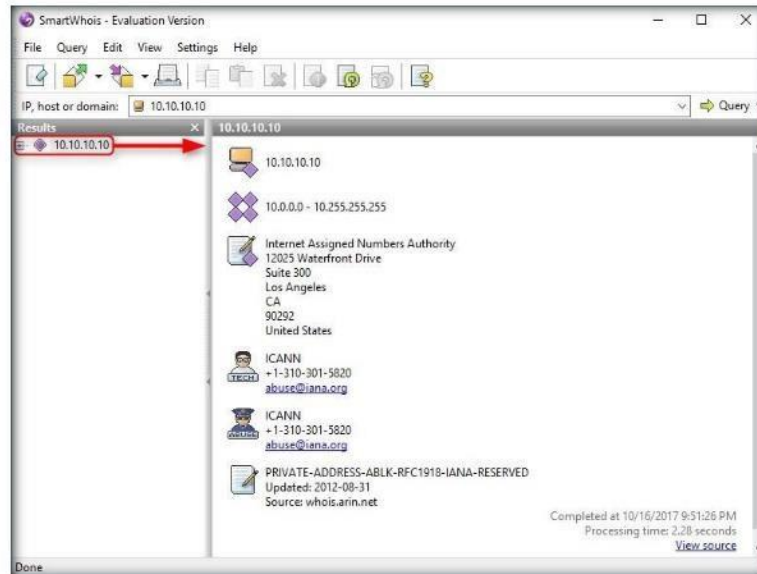 SmartWhois - Evaluation Version
File Query Edit View Settings Help
IP, host or domain: 10.10.10.10 Query
Results 10.10.10.10
10.10.10.10
10.10.10.10
10.0.0.0 - 10.255.255.255
Internet Assigned Numbers Authority
12025 Waterfront Drive
Suite 300
Los Angeles
CA
90292
United States
TECH
ICANN
+1-310-301-5820
abuse@iana.org
ABUSE
ICANN
+1-310-301-5820
abuse@iana.org
PRIVATE-ADDRESS-ABLK-RFC1918-IANA-RESERVED
Updated: 2012-08-31
Source: whois.arin.net
Completed at 10/16/2017 9:51:26 PM
Processing time: 2.28 seconds
View source
Done